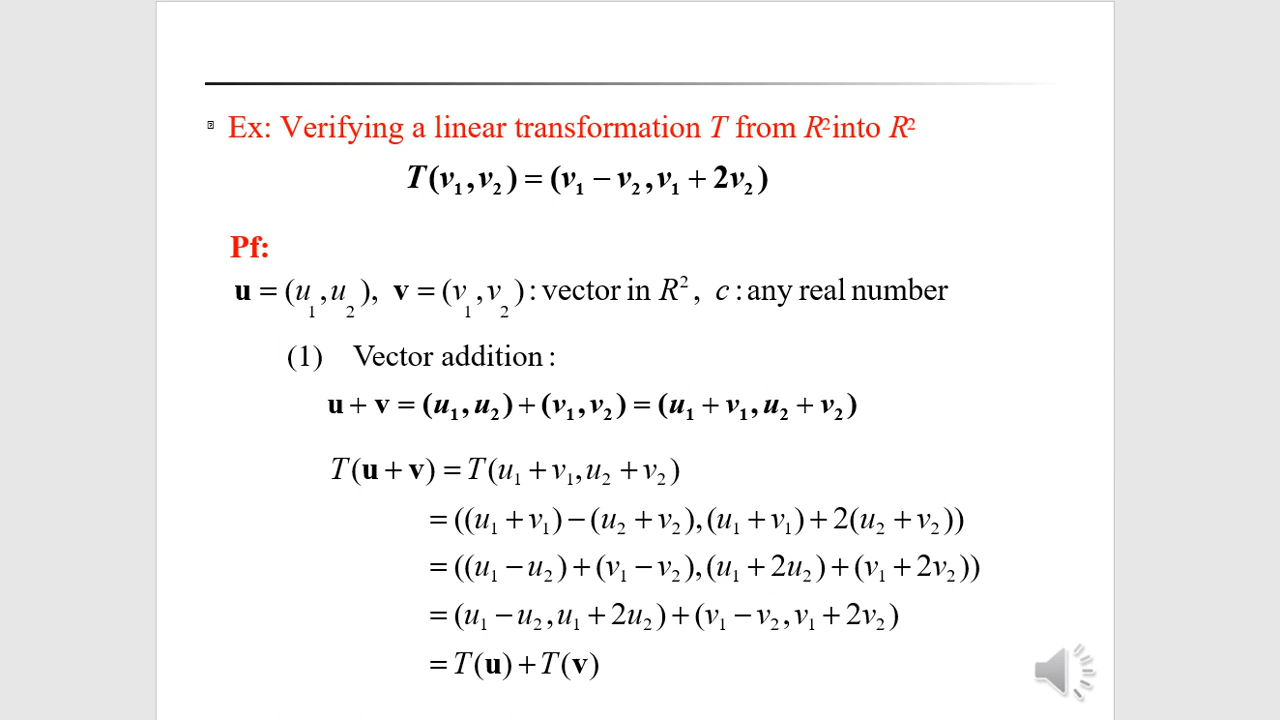 Ex: Verifying a linear transformation T from R² into R²
T(v₁,v₂) = (v₁ − v₂,v₁ + 2v₂)
Pf:
u = (u₁,u₂), v = (v₁,v₂) : vector in R², c : any real number
(1) Vector addition :
u + v = (u₁,u₂) + (v₁,v₂) = (u₁ + v₁,u₂ + v₂)
T(u + v) = T(u₁ + v₁,u₂ + v₂)
= ((u₁ + v₁) − (u₂ + v₂),(u₁ + v₁) + 2(u₂ + v₂))
= ((u₁ − u₂) + (v₁ − v₂),(u₁ + 2u₂) + (v₁ + 2v₂))
= (u₁ − u₂,u₁ + 2u₂) + (v₁ − v₂,v₁ + 2v₂)
= T(u) + T(v)